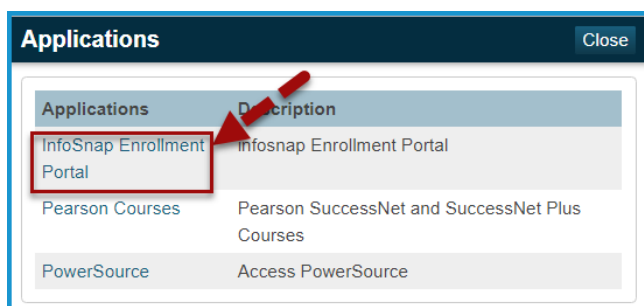 Applications Close
Applications Description
InfoSnap Enrollment Infosnap Enrollment Portal
Portal
Pearson Courses Pearson SuccessNet and SuccessNet Plus
Courses
PowerSource Access PowerSource